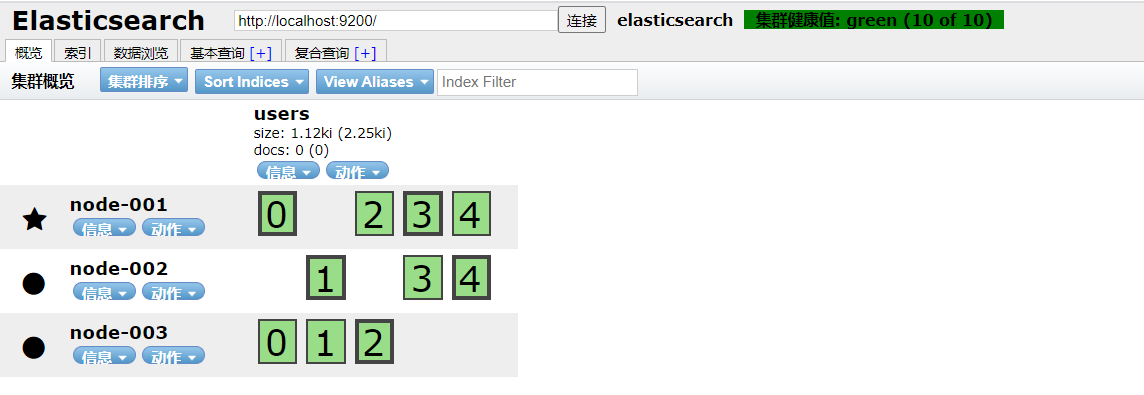 Elasticsearch http://localhost:9200/ 连接 elasticsearch 集群健康值: green (10 of 10)
概览 索引 数据浏览 基本查询 [+] 复合查询 [+]
集群概览 集群排序 Sort Indices View Aliases Index Filter
users
size: 1.12ki (2.25ki)
docs: 0 (0)
信息 动作
node-001
信息 动作
0 2 3 4
node-002
信息 动作
1 3 4
node-003
信息 动作
0 1 2